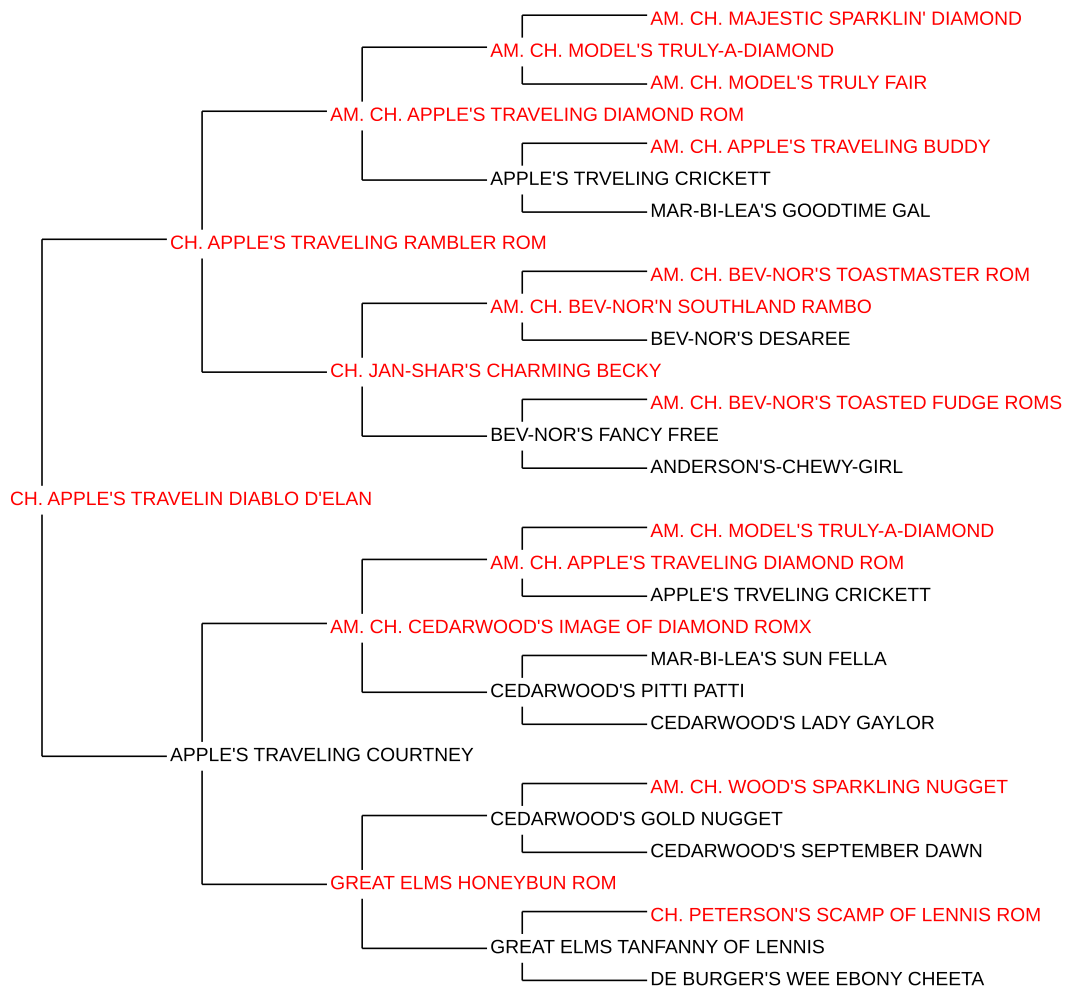 AM. CH. MAJESTIC SPARKLIN' DIAMOND
AM. CH. MODEL'S TRULY-A-DIAMOND
AM. CH. MODEL'S TRULY FAIR
AM. CH. APPLE'S TRAVELING DIAMOND ROM
AM. CH. APPLE'S TRAVELING BUDDY
APPLE'S TRVELING CRICKETT
MAR-BI-LEA'S GOODTIME GAL
CH. APPLE'S TRAVELING RAMBLER ROM
AM. CH. BEV-NOR'S TOASTMASTER ROM
AM. CH. BEV-NOR'N SOUTHLAND RAMBO
BEV-NOR'S DESAREE
CH. JAN-SHAR'S CHARMING BECKY
AM. CH. BEV-NOR'S TOASTED FUDGE ROMS
BEV-NOR'S FANCY FREE
ANDERSON'S-CHEWY-GIRL
CH. APPLE'S TRAVELIN DIABLO D'ELAN
AM. CH. MODEL'S TRULY-A-DIAMOND
AM. CH. APPLE'S TRAVELING DIAMOND ROM
APPLE'S TRVELING CRICKETT
AM. CH. CEDARWOOD'S IMAGE OF DIAMOND ROMX
MAR-BI-LEA'S SUN FELLA
CEDARWOOD'S PITTI PATTI
CEDARWOOD'S LADY GAYLOR
APPLE'S TRAVELING COURTNEY
AM. CH. WOOD'S SPARKLING NUGGET
CEDARWOOD'S GOLD NUGGET
CEDARWOOD'S SEPTEMBER DAWN
GREAT ELMS HONEYBUN ROM
CH. PETERSON'S SCAMP OF LENNIS ROM
GREAT ELMS TANFANNY OF LENNIS
DE BURGER'S WEE EBONY CHEETA